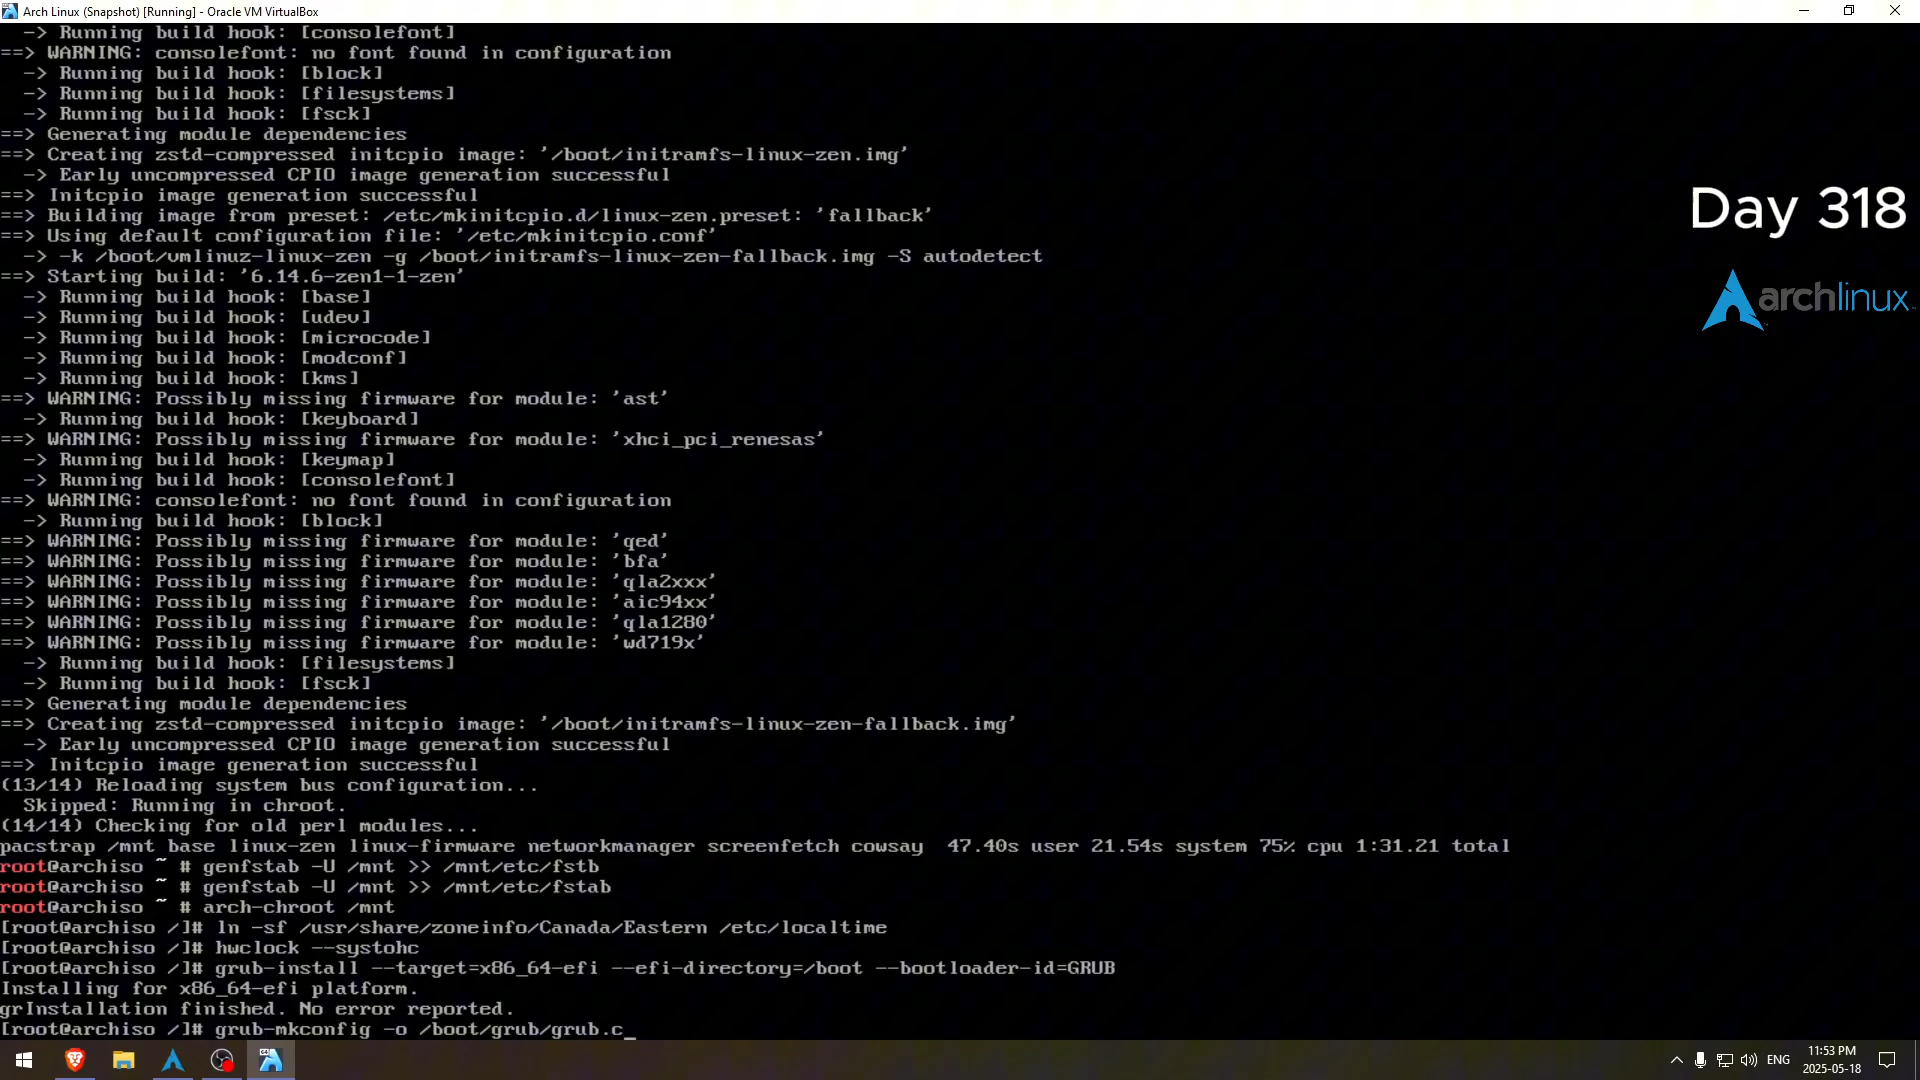 Arch Linux (Snapshot) [Running] - Oracle VM VirtualBox
-> Running build hook: [consolefont]
==> WARNING: consolefont: no font found in configuration
-> Running build hook: [block]
-> Running build hook: [filesystems]
-> Running build hook: [fsck]
==> Generating module dependencies
==> Creating zstd-compressed initcpio image: '/boot/initramfs-linux-zen.img'
-> Early uncompressed CPIO image generation successful
==> Initcpio image generation successful
==> Building image from preset: /etc/mkinitcpio.d/linux-zen.preset: 'fallback'
==> Using default configuration file: '/etc/mkinitcpio.conf'
-> -k /boot/vmlinuz-linux-zen -g /boot/initramfs-linux-zen-fallback.img -S autodetect
==> Starting build: '6.14.6-zen1-1-zen'
-> Running build hook: [base]
-> Running build hook: [udev]
-> Running build hook: [microcode]
-> Running build hook: [modconf]
-> Running build hook: [kms]
==> WARNING: Possibly missing firmware for module: 'ast'
-> Running build hook: [keyboard]
==> WARNING: Possibly missing firmware for module: 'xhci_pci_renesas'
-> Running build hook: [keymap]
-> Running build hook: [consolefont]
==> WARNING: consolefont: no font found in configuration
-> Running build hook: [block]
==> WARNING: Possibly missing firmware for module: 'qed'
==> WARNING: Possibly missing firmware for module: 'bfa'
==> WARNING: Possibly missing firmware for module: 'qla2xxx'
==> WARNING: Possibly missing firmware for module: 'aic94xx'
==> WARNING: Possibly missing firmware for module: 'qla1280'
==> WARNING: Possibly missing firmware for module: 'wd719x'
-> Running build hook: [filesystems]
-> Running build hook: [fsck]
==> Generating module dependencies
==> Creating zstd-compressed initcpio image: '/boot/initramfs-linux-zen-fallback.img'
-> Early uncompressed CPIO image generation successful
==> Initcpio image generation successful
(13/14) Reloading system bus configuration...
Skipped: Running in chroot.
(14/14) Checking for old perl modules...
pacstrap /mnt base linux-zen linux-firmware networkmanager screenfetch cowsay  47.40s user 21.54s system 75% cpu 1:31.21 total
root@archiso ~ # genfstab -U /mnt >> /mnt/etc/fstb
root@archiso ~ # genfstab -U /mnt >> /mnt/etc/fstab
root@archiso ~ # arch-chroot /mnt
[root@archiso /]# ln -sf /usr/share/zoneinfo/Canada/Eastern /etc/localtime
[root@archiso /]# hwclock --systohc
[root@archiso /]# grub-install --target=x86_64-efi --efi-directory=/boot --bootloader-id=GRUB
Installing for x86_64-efi platform.
grInstallation finished. No error reported.
[root@archiso /]# grub-mkconfig -o /boot/grub/grub.c_
Day 318
archlinux
ENG
11:53 PM
2025-05-18